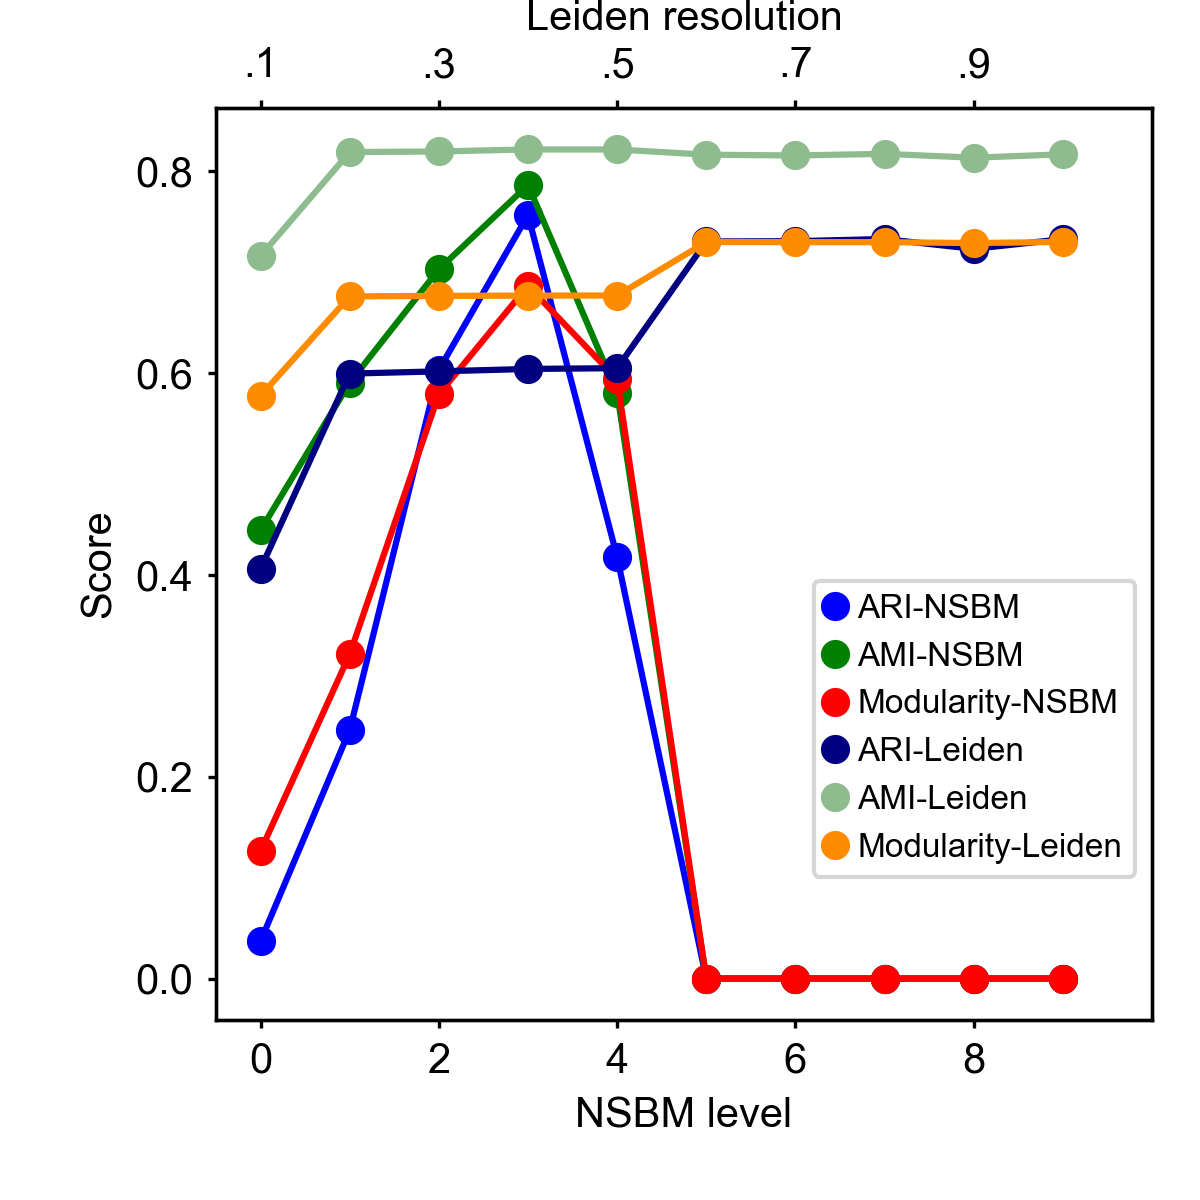 Leiden resolution
.1 .3 .5 .7 .9
0.8
0.6
0.4
0.2
0.0
Score
ARI-NSBM
AMI-NSBM
Modularity-NSBM
ARI-Leiden
AMI-Leiden
Modularity-Leiden
0 2 4 6 8
NSBM level